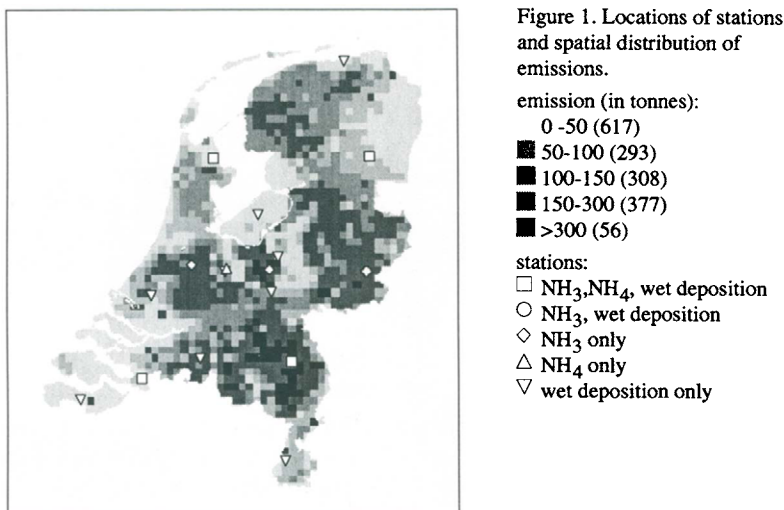 Figure 1. Locations of stations
and spatial distribution of
emissions.
emission (in tonnes):
0 -50 (617)
50-100 (293)
100-150 (308)
150-300 (377)
>300 (56)
stations:
NH3,NH4, wet deposition
NH3, wet deposition
NH3 only
NH4 only
wet deposition only